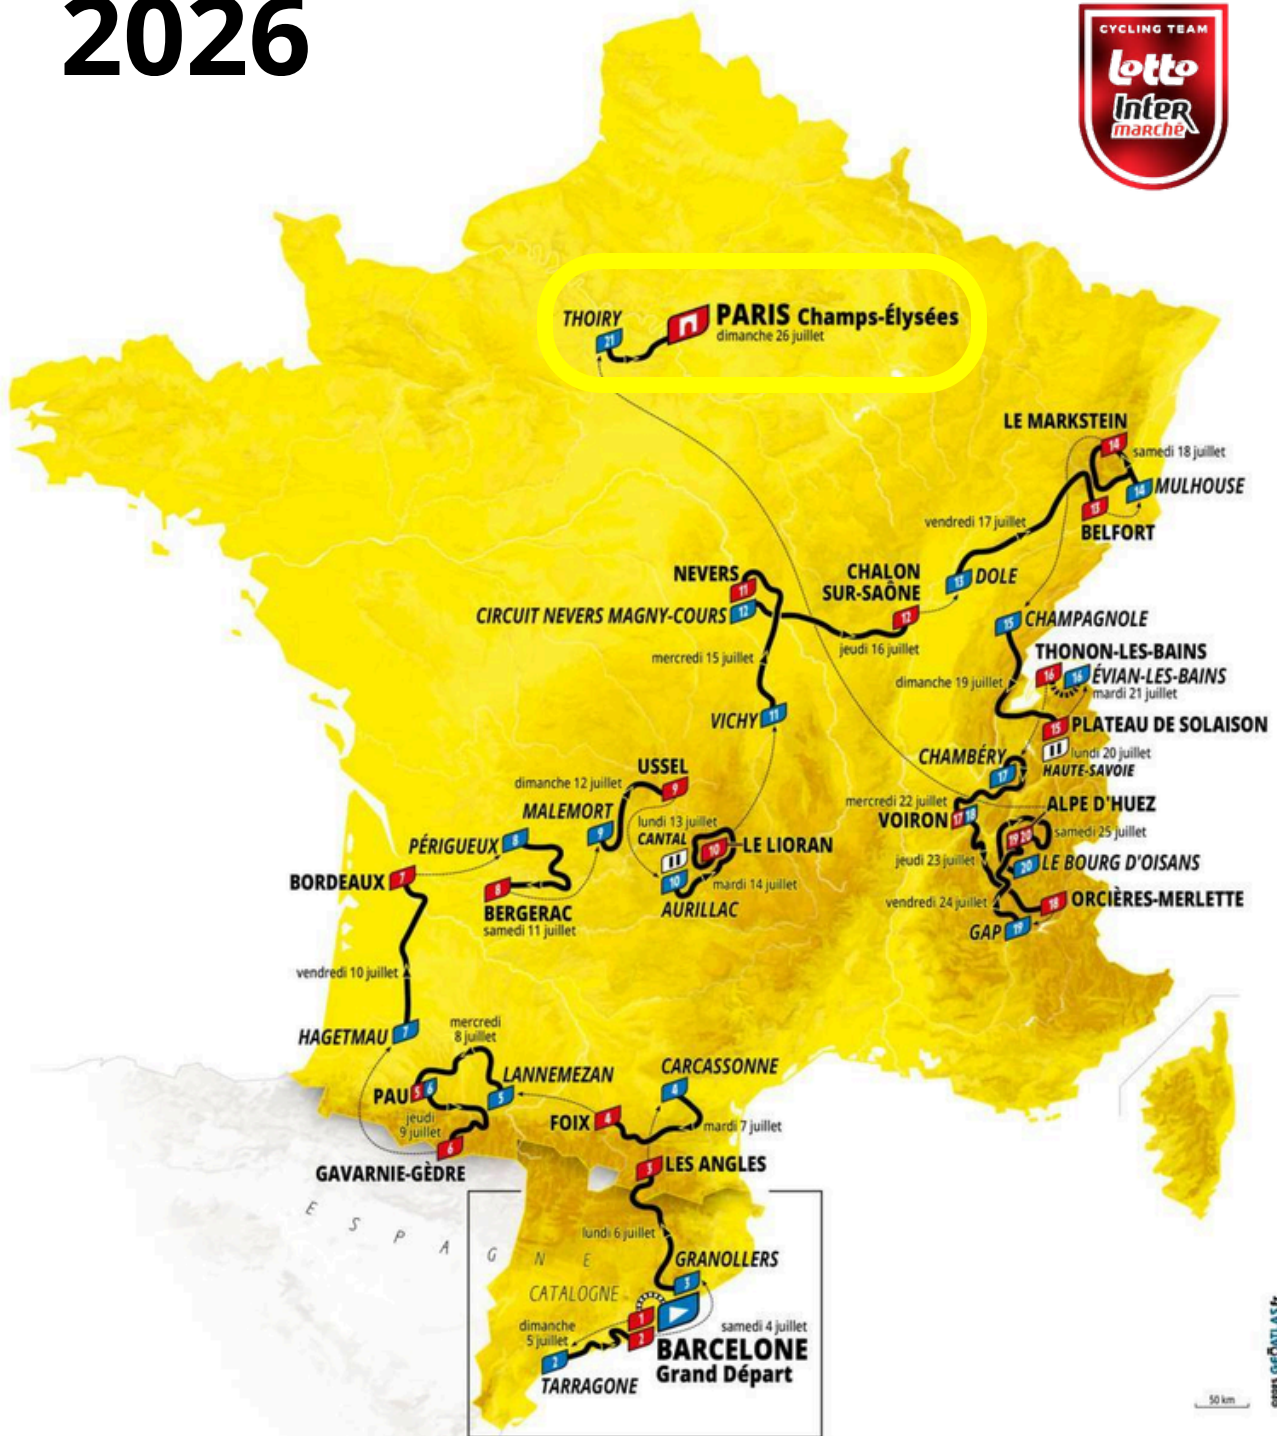 2026
CYCLING TEAM
Lotto
Inter
marché
THOIRY
21
PARIS Champs-Élysées
dimanche 26 juillet
LE MARKSTEIN
14
samedi 18 juillet
14
MULHOUSE
13
BELFORT
vendredi 17 juillet
13
DOLE
CHALON
SUR-SAÔNE
12
jeudi 16 juillet
NEVERS
11
CIRCUIT NEVERS MAGNY-COURS
12
mercredi 15 juillet
VICHY
11
15
CHAMPAGNOLE
THONON-LES-BAINS
16
16
ÉVIAN-LES-BAINS
mardi 21 juillet
dimanche 19 juillet
15
PLATEAU DE SOLAISON
lundi 20 juillet
HAUTE-SAVOIE
CHAMBÉRY
17
mercredi 22 juillet
VOIRON
17 18
ALPE D'HUEZ
19 20
samedi 25 juillet
jeudi 23 juillet
20
LE BOURG D'OISANS
vendredi 24 juillet
18
ORCIÈRES-MERLETTE
GAP
19
USSEL
9
dimanche 12 juillet
MALEMORT
9
lundi 13 juillet
CANTAL
10
LE LIORAN
10
mardi 14 juillet
AURILLAC
PÉRIGUEUX
8
BORDEAUX
7
8
BERGERAC
samedi 11 juillet
vendredi 10 juillet
HAGETMAU
7
mercredi
8 juillet
LANNEMEZAN
5
PAU
5 6
jeudi
9 juillet
6
GAVARNIE-GÈDRE
CARCASSONNE
4
FOIX
4
mardi 7 juillet
3
LES ANGLES
ESPAGNE
lundi 6 juillet
GRANOLLERS
3
CATALOGNE
1
2
samedi 4 juillet
dimanche
5 juillet
BARCELONE
Grand Départ
2
TARRAGONE
50 km
GEOATLAS.fr